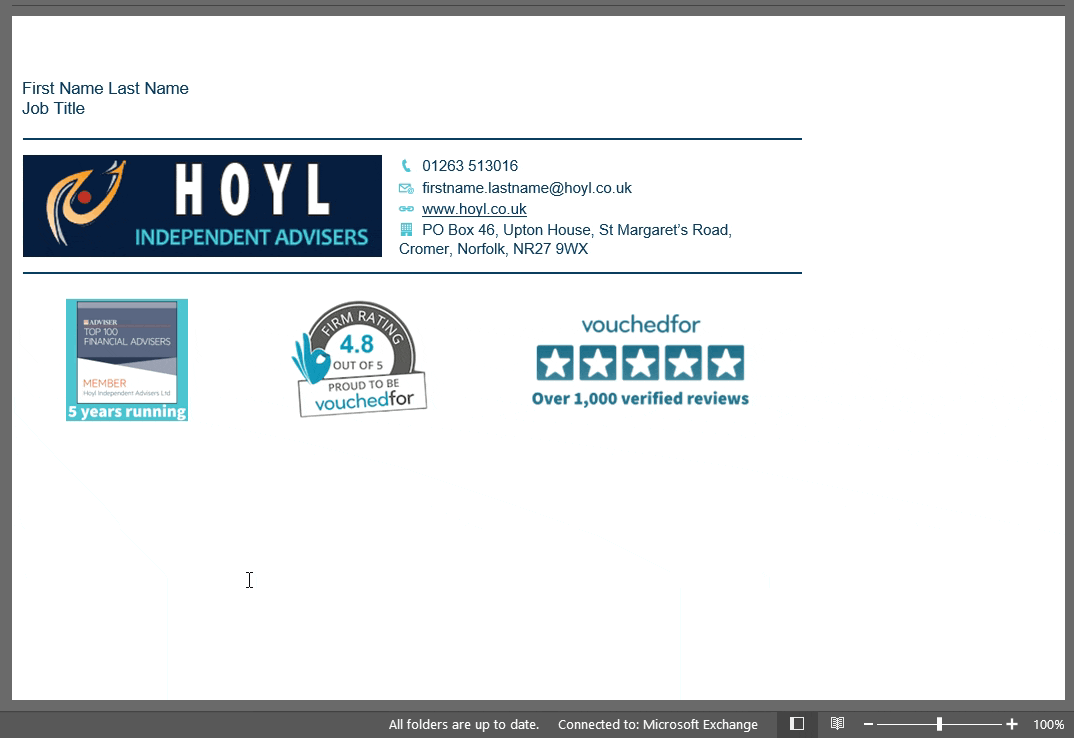 First Name Last Name
Job Title
HOYL
INDEPENDENT ADVISERS
01263 513016
firstname.lastname@hoyl.co.uk
www.hoyl.co.uk
PO Box 46, Upton House, St Margaret’s Road,
Cromer, Norfolk, NR27 9WX
ADVISER
TOP 100
FINANCIAL ADVISERS
MEMBER
Hoyl Independent Advisers Ltd
5 years running
FIRM RATING
4.8
OUT OF 5
PROUD TO BE
vouchedfor
vouchedfor
Over 1,000 verified reviews
All folders are up to date. Connected to: Microsoft Exchange 100%